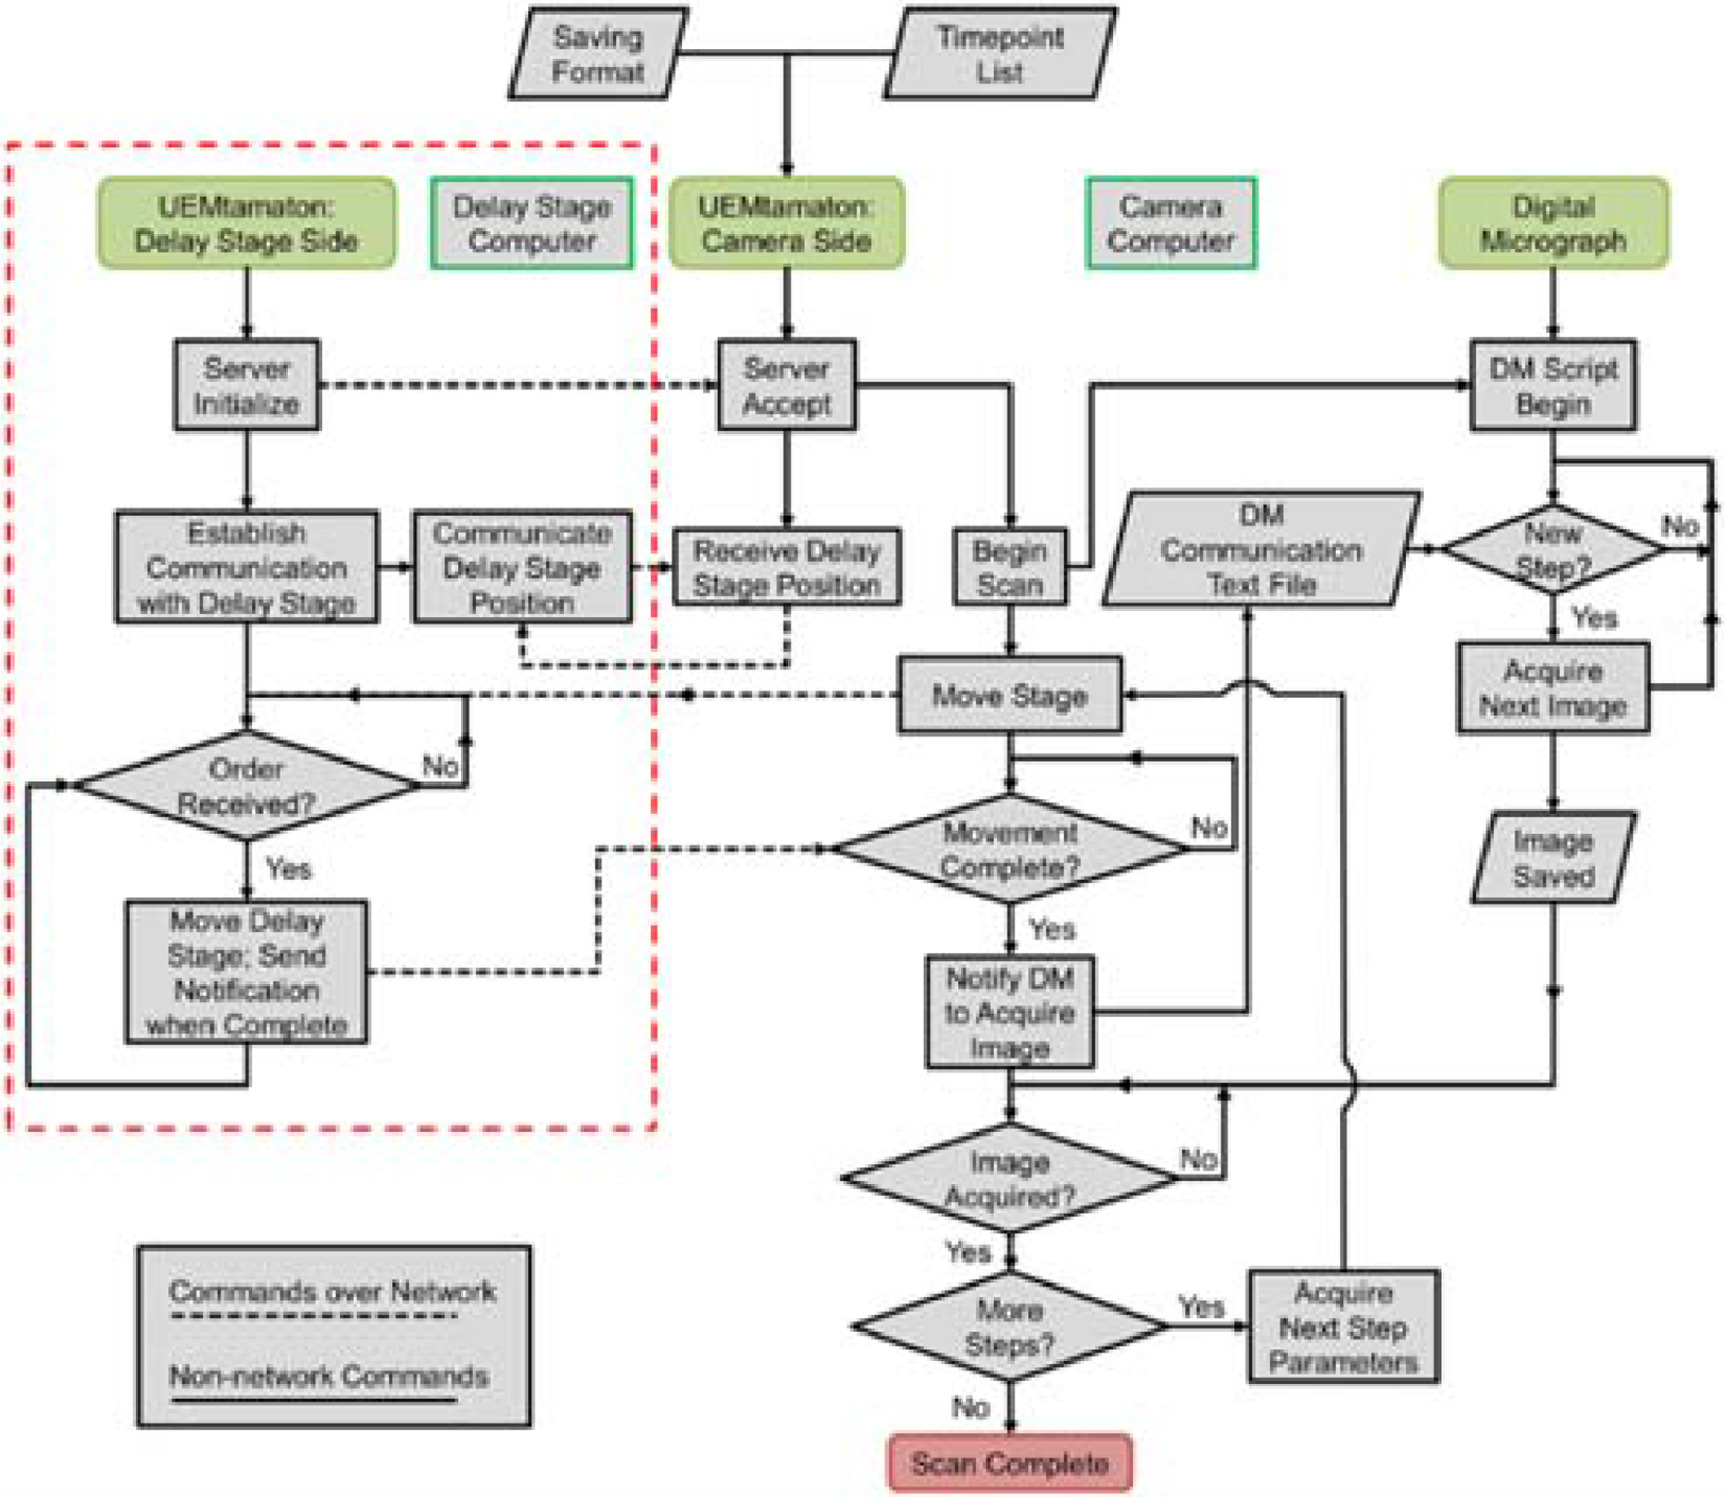 Saving
Format
Timepoint
List
UEMtamaton:
Delay Stage Side
Delay Stage
Computer
UEMtamaton:
Camera Side
Camera
Computer
Digital
Micrograph
Server
Initialize
Server
Accept
DM Script
Begin
Establish
Communication
with Delay Stage
Communicate
Delay Stage
Position
Receive Delay
Stage Position
Begin
Scan
DM
Communication
Text File
New
Step?
No
Yes
Move Stage
Acquire
Next Image
Order
Received?
No
Yes
Movement
Complete?
No
Yes
Image
Saved
Move Delay
Stage; Send
Notification
when Complete
Notify DM
to Acquire
Image
Image
Acquired?
No
Yes
More
Steps?
Yes
No
Acquire
Next Step
Parameters
Commands over Network
Non-network Commands
Scan Complete